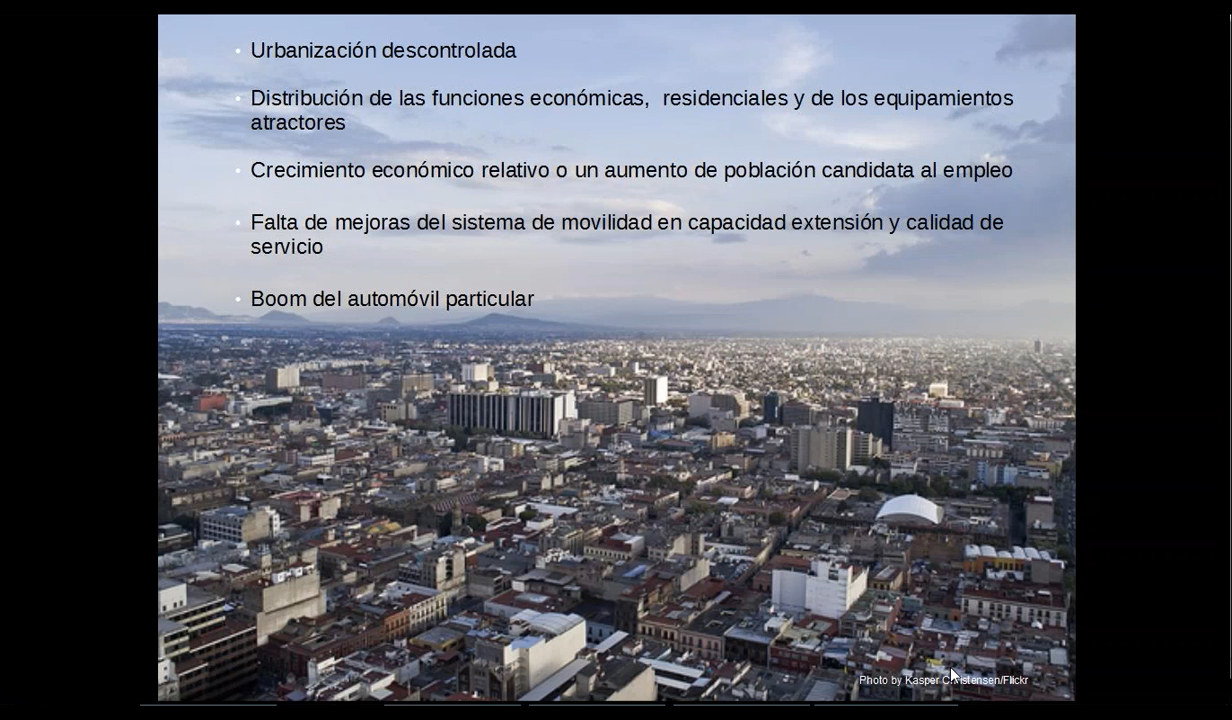 Urbanización descontrolada
Distribución de las funciones económicas,  residenciales y de los equipamientos
atractores
Crecimiento económico relativo o un aumento de población candidata al empleo
Falta de mejoras del sistema de movilidad en capacidad extensión y calidad de
servicio
Boom del automóvil particular
Photo by Kasper Christensen/Flickr